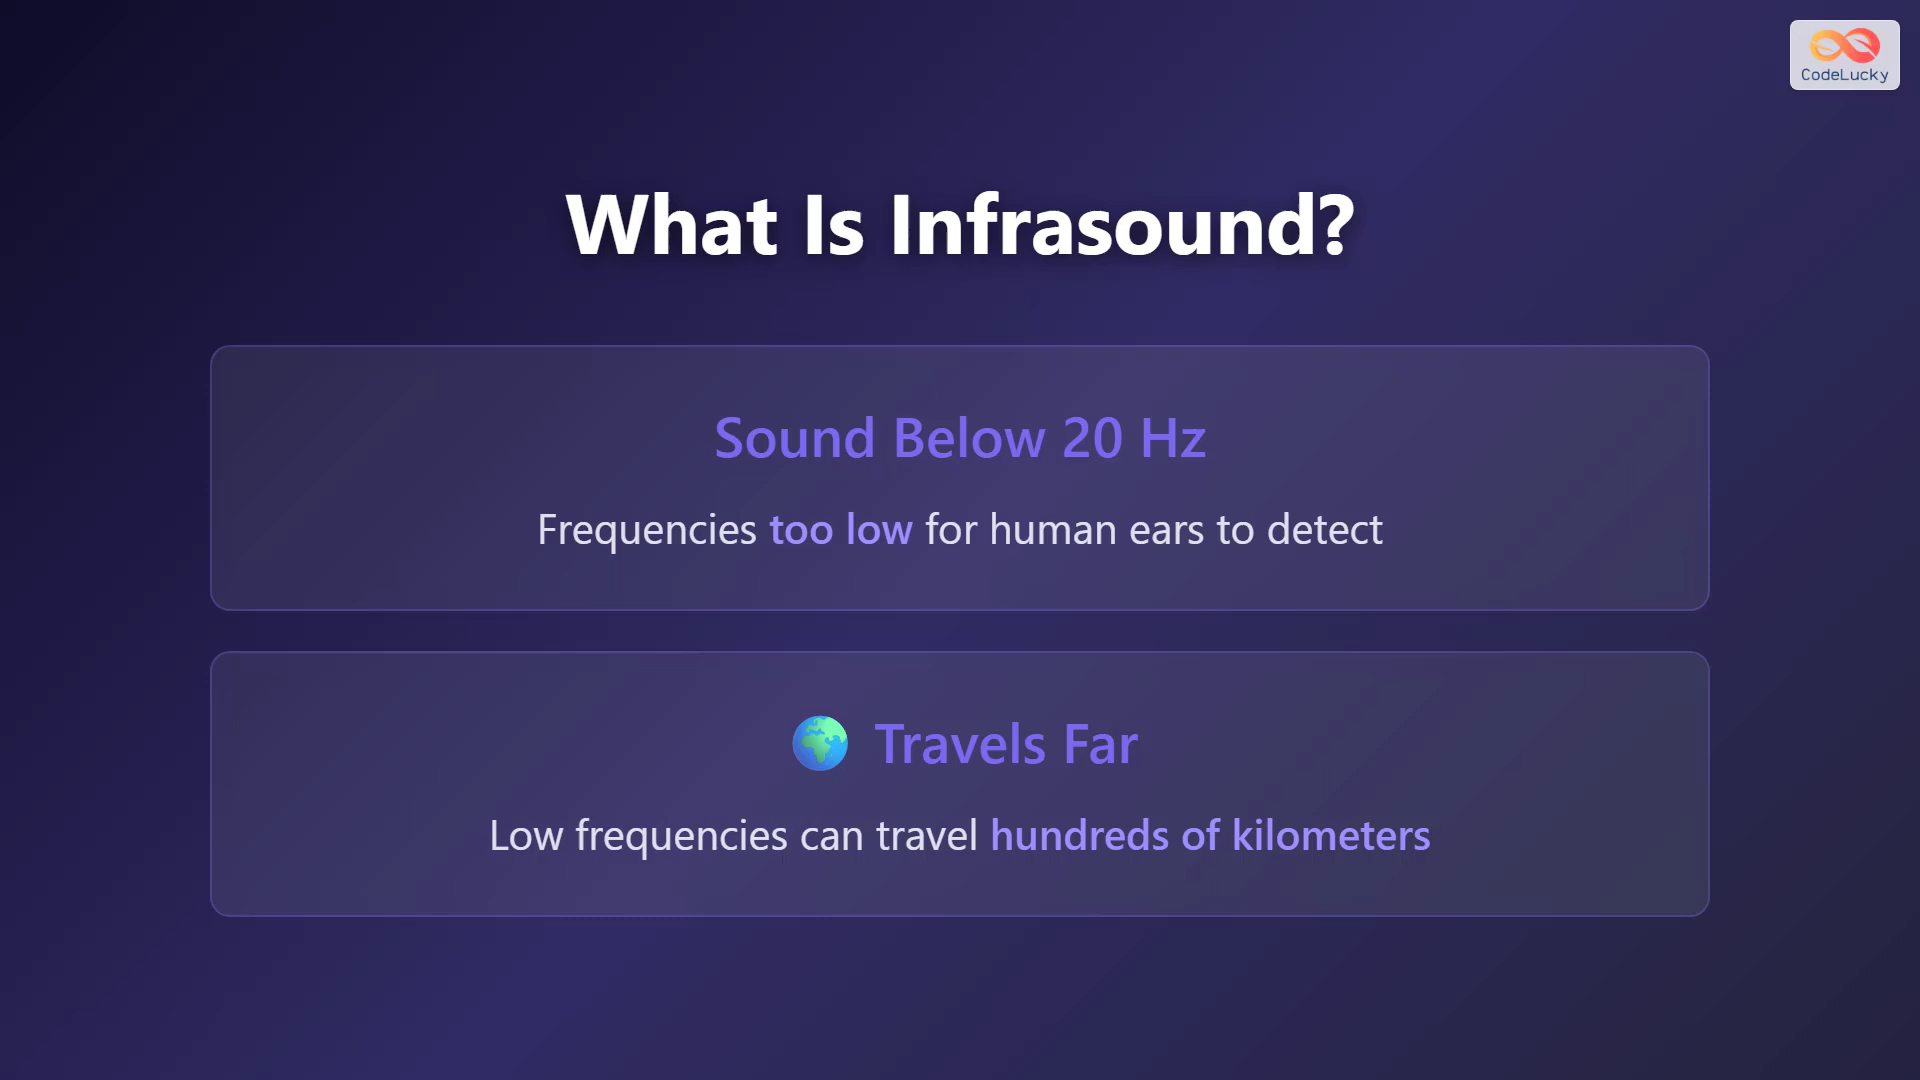 CodeLucky
What Is Infrasound?
Sound Below 20 Hz
Frequencies too low for human ears to detect
Travels Far
Low frequencies can travel hundreds of kilometers